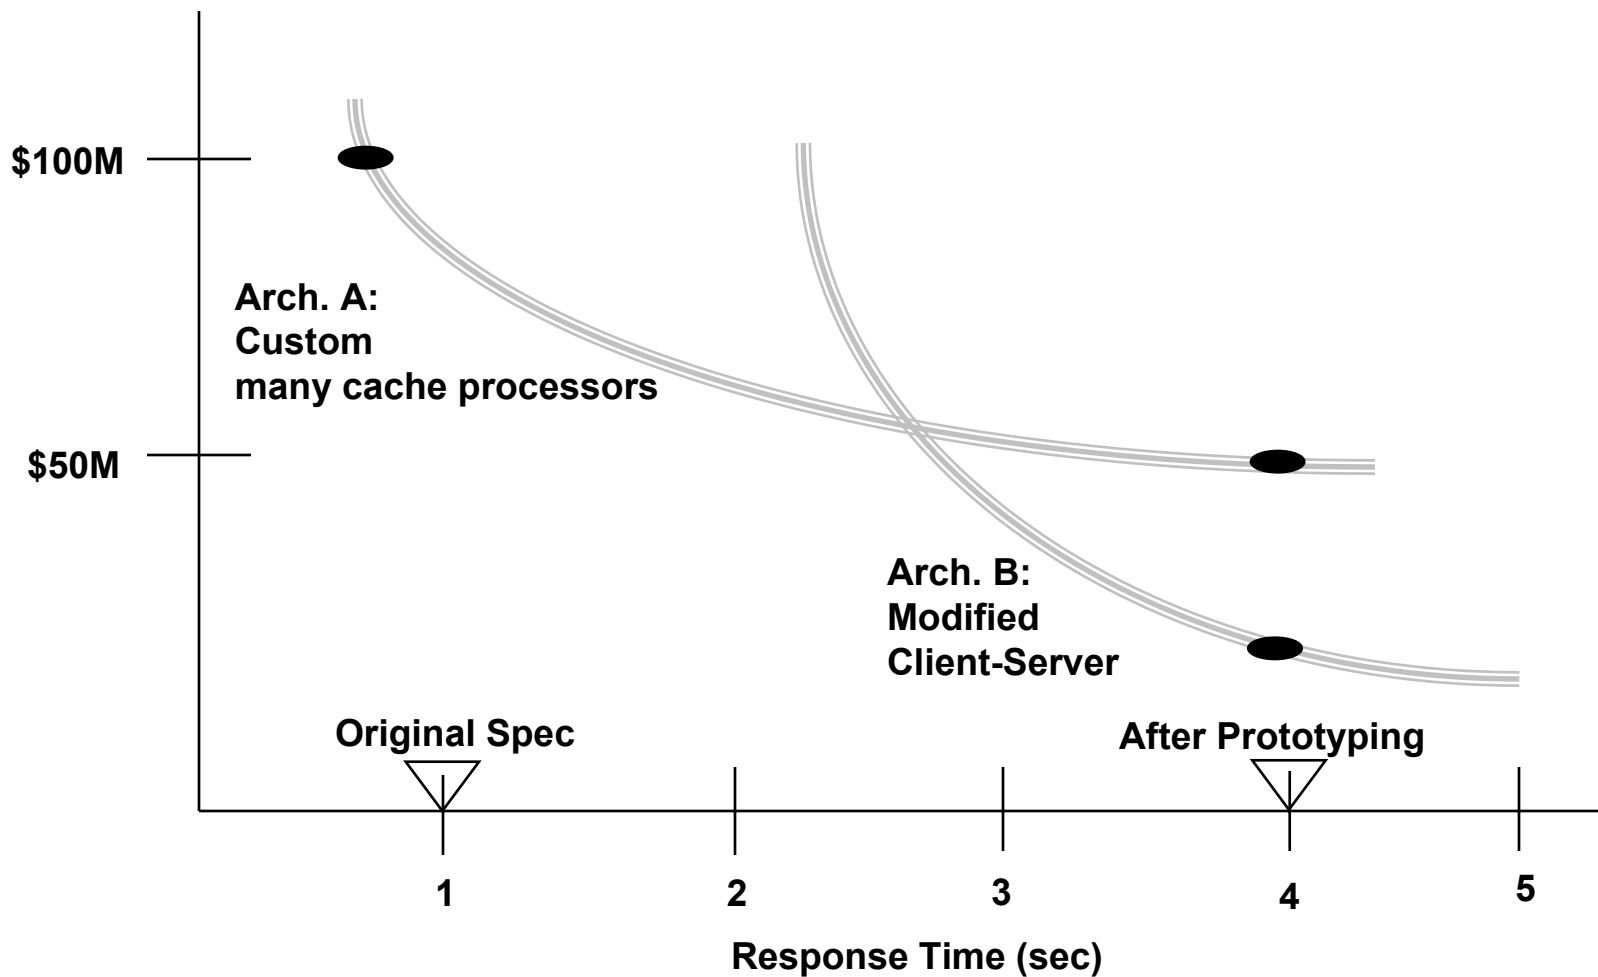 $100M
Arch. A:
Custom
many cache processors
$50M
Arch. B:
Modified
Client-Server
Original Spec
After Prototyping
1
2
3
4
5
Response Time (sec)